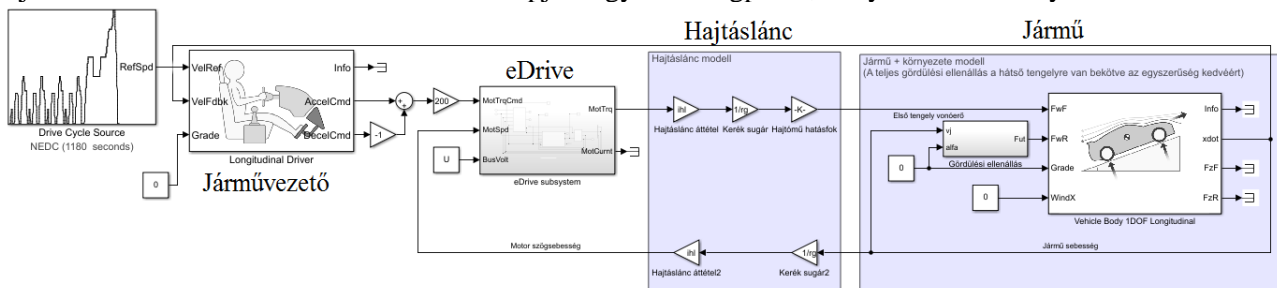 Hajtáslánc
Jármű
eDrive
Járművezető
RefSpd
Drive Cycle Source
NEDC (1180 seconds)
VelRef
VelFdbk
Grade
Info
AccelCmd
DecelCmd
Longitudinal Driver
0
-1
+
+
200
U
MotTrqCmd
MotSpd
BusVolt
MotTrq
MotCurnt
eDrive subsystem
Hajtáslánc modell
ihl
Hajtáslánc áttétel
1/rg
Kerék sugár
-K-
Hajtómű hatásfok
Motor szögsebesség
ihl
Hajtáslánc áttétel2
1/rg
Kerék sugár2
Jármű + környezete modell
(A teljes gördülési ellenállás a hátsó tengelyre van bekötve az egyszerűség kedvéért)
Első tengely vonóerő
vj
alfa
Fut
Gördülési ellenállás
0
0
FwF
FwR
Grade
WindX
Info
xdot
FzF
FzR
Vehicle Body 1DOF Longitudinal
Jármű sebesség